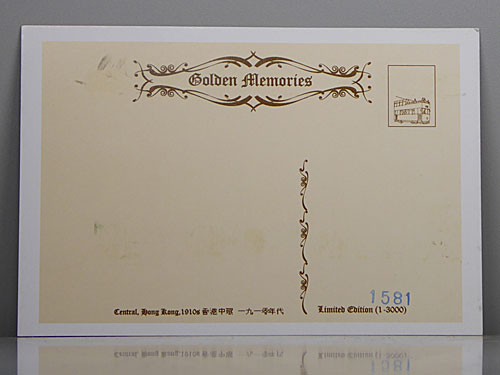 Golden Memories
1581
Central, Hong Kong, 1910s 香港中環 一九一零年代
Limited Edition (1-3000)